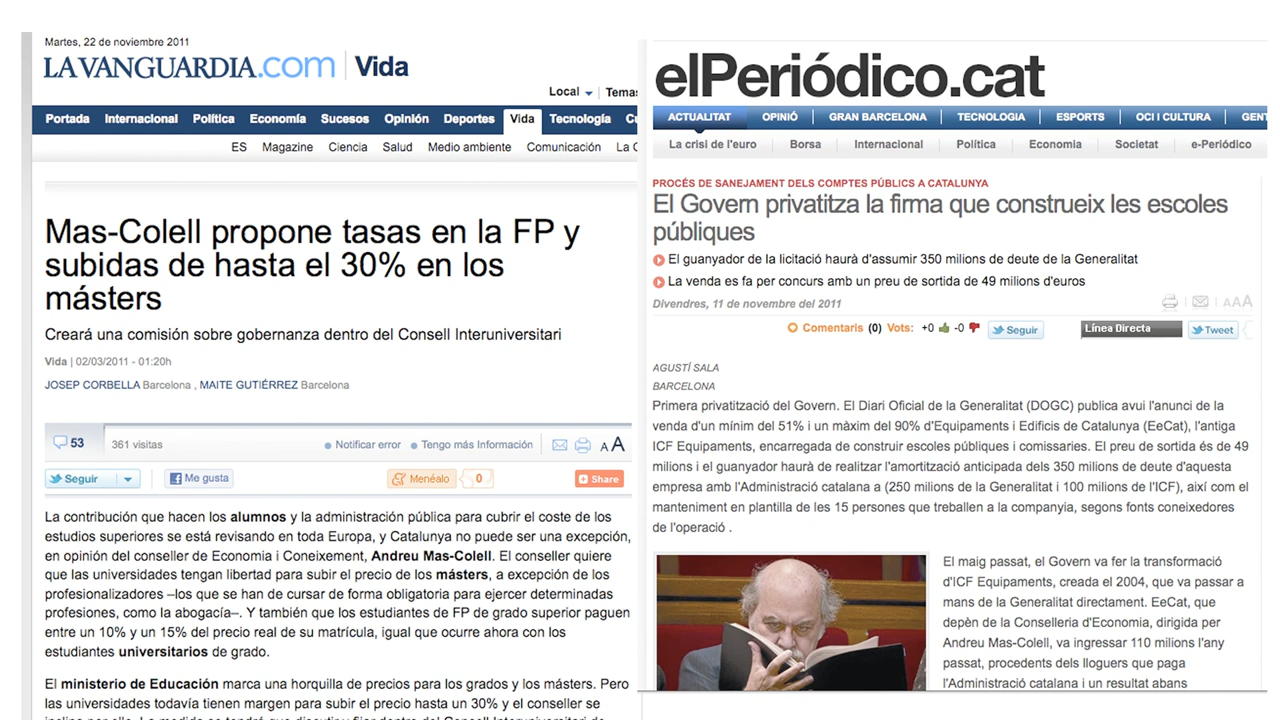 Martes, 22 de noviembre 2011
LAVANGUARDIA.com Vida
Local Temas
Portada Internacional Política Economía Sucesos Opinión Deportes Vida Tecnología
ES Magazine Ciencia Salud Medio ambiente Comunicación La
Mas-Colell propone tasas en la FP y
subidas de hasta el 30% en los
másters
Creará una comisión sobre gobernanza dentro del Consell Interuniversitari
Vida | 02/03/2011 - 01:20h
JOSEP CORBELLA Barcelona , MAITE GUTIÉRREZ Barcelona
53 361 visitas Notificar error Tengo más Información A A
Seguir Me gusta Menéalo 0 Share
La contribución que hacen los alumnos y la administración pública para cubrir el coste de los
estudios superiores se está revisando en toda Europa, y Catalunya no puede ser una excepción,
en opinión del conseller de Economia i Coneixement, Andreu Mas-Colell. El conseller quiere
que las universidades tengan libertad para subir el precio de los másters, a excepción de los
profesionalizadores –los que se han de cursar de forma obligatoria para ejercer determinadas
profesiones, como la abogacía–. Y también que los estudiantes de FP de grado superior paguen
entre un 10% y un 15% del precio real de su matrícula, igual que ocurre ahora con los
estudiantes universitarios de grado.
El ministerio de Educación marca una horquilla de precios para los grados y los másters. Pero
las universidades todavía tienen margen para subir el precio hasta un 30% y el conseller se
elPeriódico.cat
ACTUALITAT OPINIÓ GRAN BARCELONA TECNOLOGIA ESPORTS OCI I CULTURA GENT
La crisi de l'euro Borsa Internacional Política Economia Societat e-Periódico
PROCÉS DE SANEJAMENT DELS COMPTES PÚBLICS A CATALUNYA
El Govern privatitza la firma que construeix les escoles
públiques
El guanyador de la licitació haurà d'assumir 350 milions de deute de la Generalitat
La venda es fa per concurs amb un preu de sortida de 49 milions d'euros
Divendres, 11 de novembre del 2011 AAA
Comentaris (0) Vots: +0 -0 Seguir Línea Directa Tweet
AGUSTÍ SALA
BARCELONA
Primera privatització del Govern. El Diari Oficial de la Generalitat (DOGC) publica avui l'anunci de la
venda d'un mínim del 51% i un màxim del 90% d'Equipaments i Edificis de Catalunya (EeCat), l'antiga
ICF Equipaments, encarregada de construir escoles públiques i comissaries. El preu de sortida és de 49
milions i el guanyador haurà de realitzar l'amortització anticipada dels 350 milions de deute d'aquesta
empresa amb l'Administració catalana a (250 milions de la Generalitat i 100 milions de l'ICF), així com el
manteniment en plantilla de les 15 persones que treballen a la companyia, segons fonts coneixedores
de l'operació .
El maig passat, el Govern va fer la transformació
d'ICF Equipaments, creada el 2004, que va passar a
mans de la Generalitat directament. EeCat, que
depèn de la Conselleria d'Economia, dirigida per
Andreu Mas-Colell, va ingressar 110 milions l'any
passat, procedents dels lloguers que paga
l'Administració catalana i un resultat abans